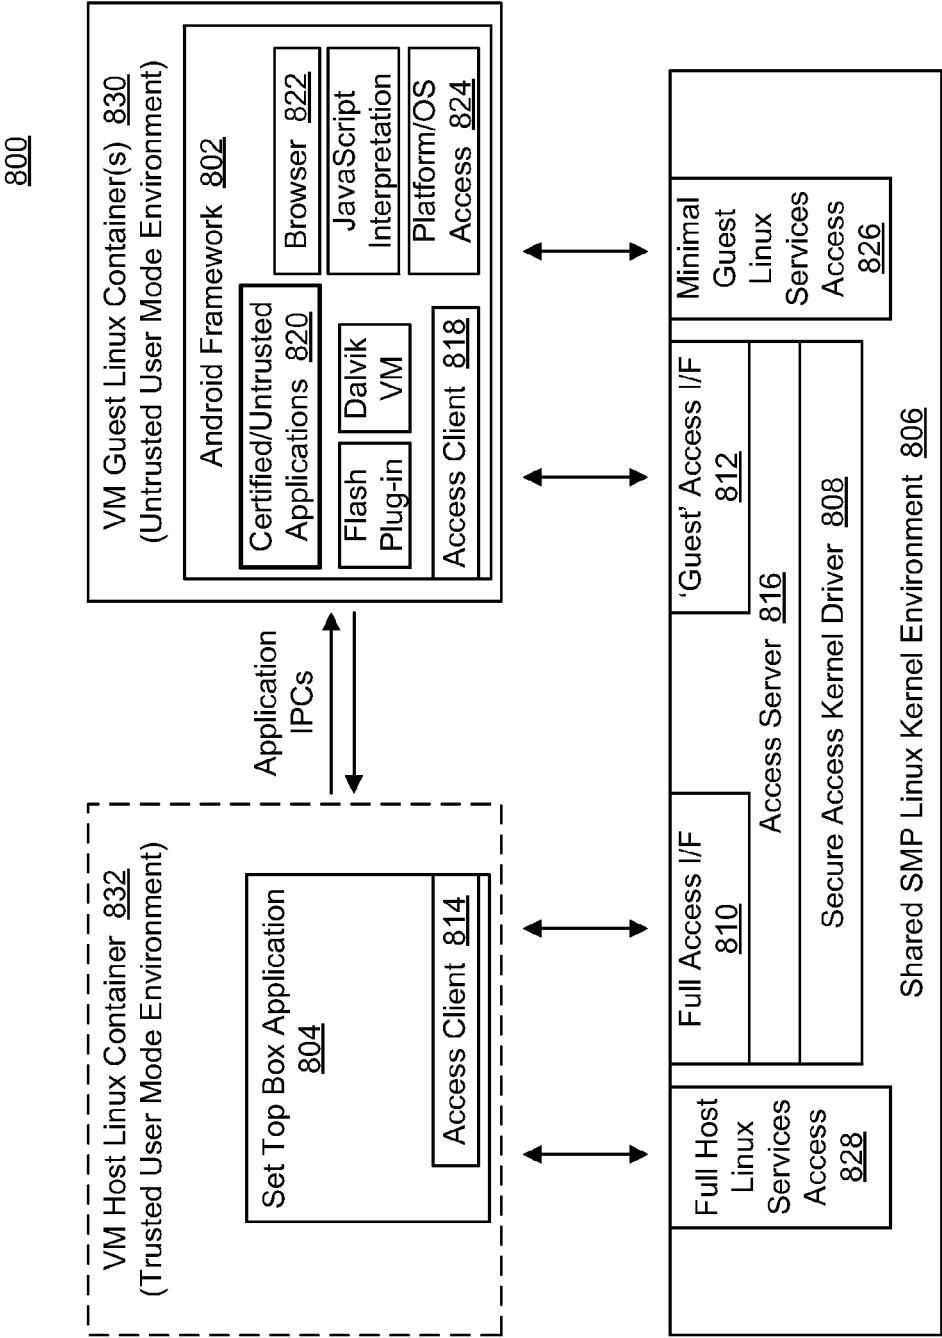 800
VM Host Linux Container 832
(Trusted User Mode Environment)
Set Top Box Application
804
Access Client 814
Application
IPCs
VM Guest Linux Container(s) 830
(Untrusted User Mode Environment)
Android Framework 802
Certified/Untrusted
Applications 820
Flash
Plug-in
Dalvik
VM
Access Client 818
Browser 822
JavaScript
Interpretation
Platform/OS
Access 824
Full Host
Linux
Services
Access
828
Full Access I/F
810
'Guest' Access I/F
812
Access Server 816
Secure Access Kernel Driver 808
Minimal
Guest
Linux
Services
Access
826
Shared SMP Linux Kernel Environment 806